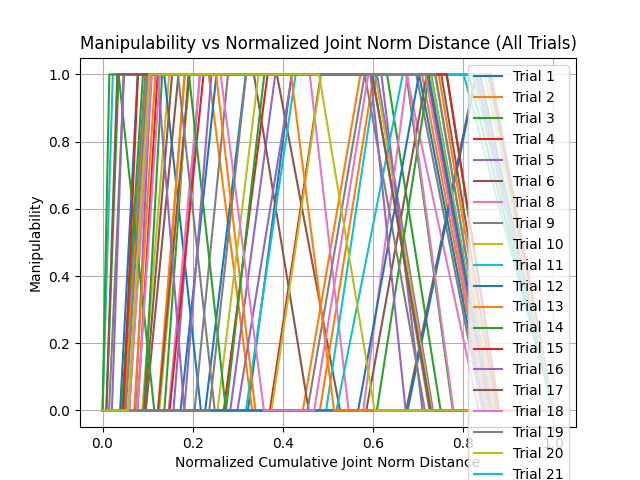 Manipulability vs Normalized Joint Norm Distance (All Trials)
Manipulability
1.0
0.8
0.6
0.4
0.2
0.0
0.0
0.2
0.4
0.6
0.8
1.0
Normalized Cumulative Joint Norm Distance
Trial 1
Trial 2
Trial 3
Trial 4
Trial 5
Trial 6
Trial 8
Trial 9
Trial 10
Trial 11
Trial 12
Trial 13
Trial 14
Trial 15
Trial 16
Trial 17
Trial 18
Trial 19
Trial 20
Trial 21